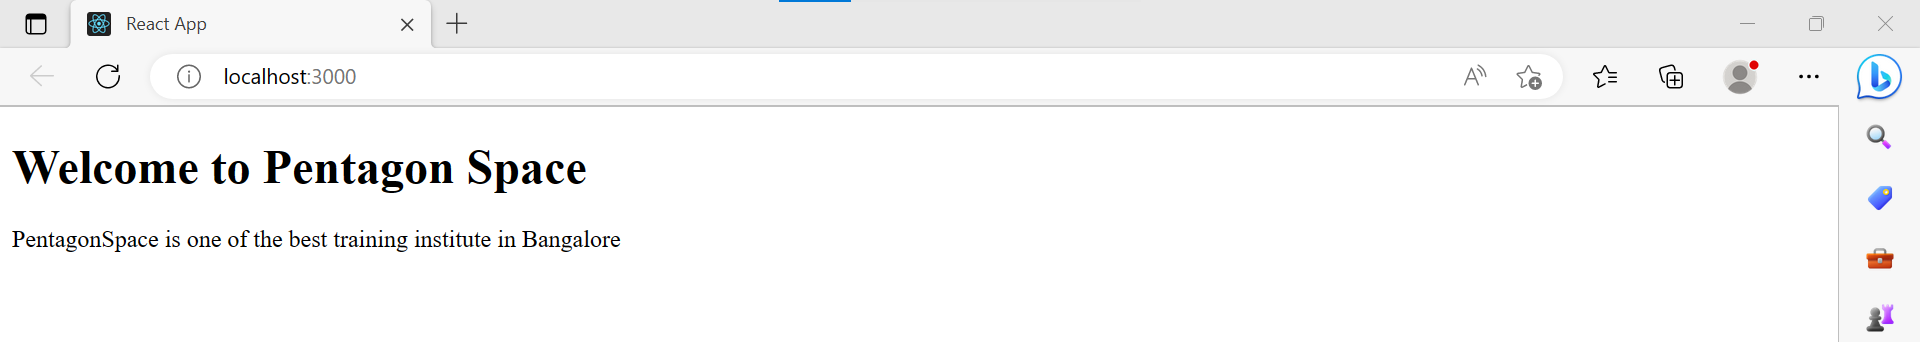 React App
localhost:3000
Welcome to Pentagon Space
PentagonSpace is one of the best training institute in Bangalore